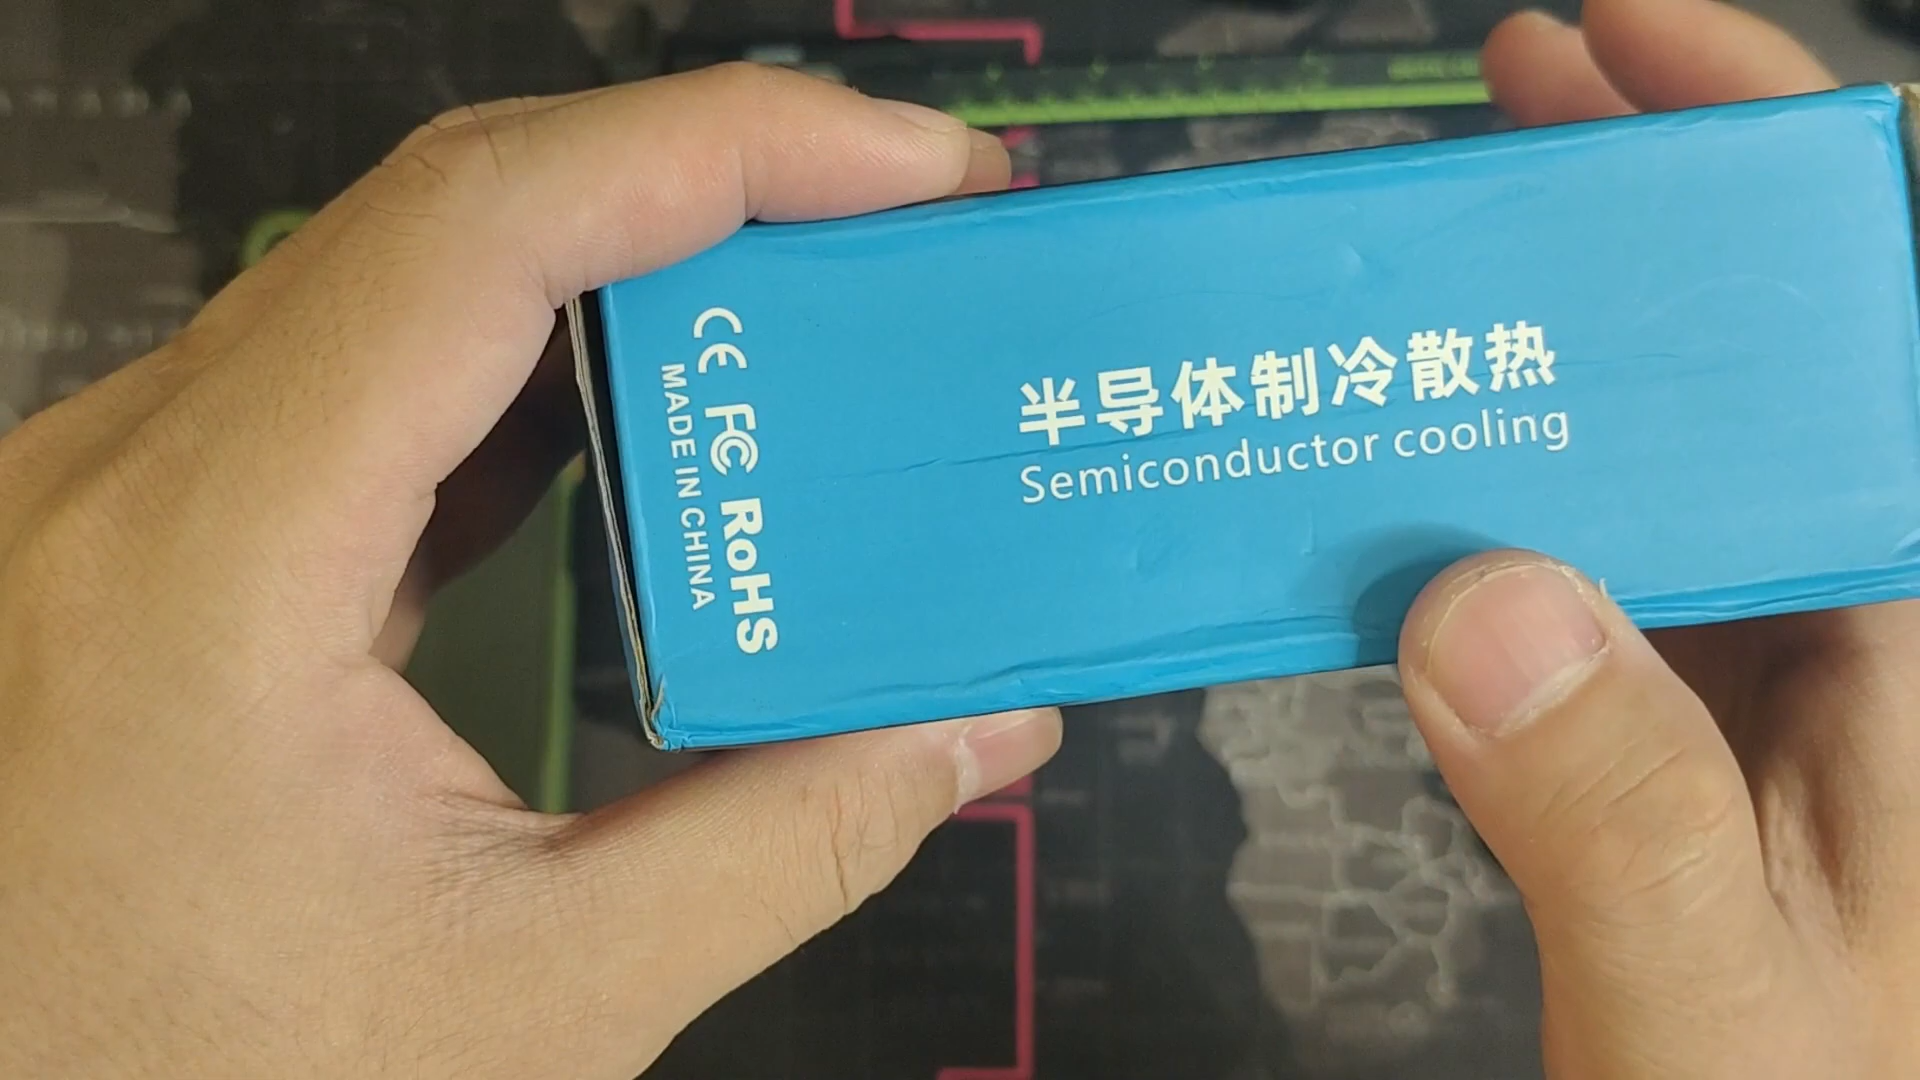 半导体制冷散热
Semiconductor cooling
CE FC RoHS
MADE IN CHINA